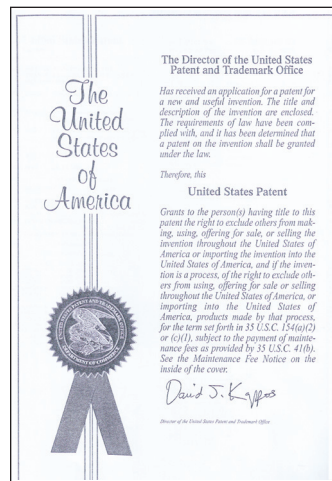 The
United
States
of
America
The Director of the United States
Patent and Trademark Office
Has received an application for a patent for
a new and useful invention. The title and
description of the invention are enclosed.
The requirements of law have been com-
plied with, and it has been determined that
a patent on the invention shall be granted
under the law.
Therefore, this
United States Patent
Grants to the person(s) having title to this
patent the right to exclude others from mak-
ing, using, offering for sale, or selling the
invention throughout the United States of
America or importing the invention into the
United States of America, and if the inven-
tion is a process, of the right to exclude oth-
ers from using, offering for sale or selling
throughout the United States of America, or
importing into the United States of
America, products made by that process,
for the term set forth in 35 U.S.C. 154(a)(2)
or (c)(1), subject to the payment of mainte-
nance fees as provided by 35 U.S.C. 41(b).
See the Maintenance Fee Notice on the
inside of the cover.
David J. Kappos
Director of the United States Patent and Trademark Office